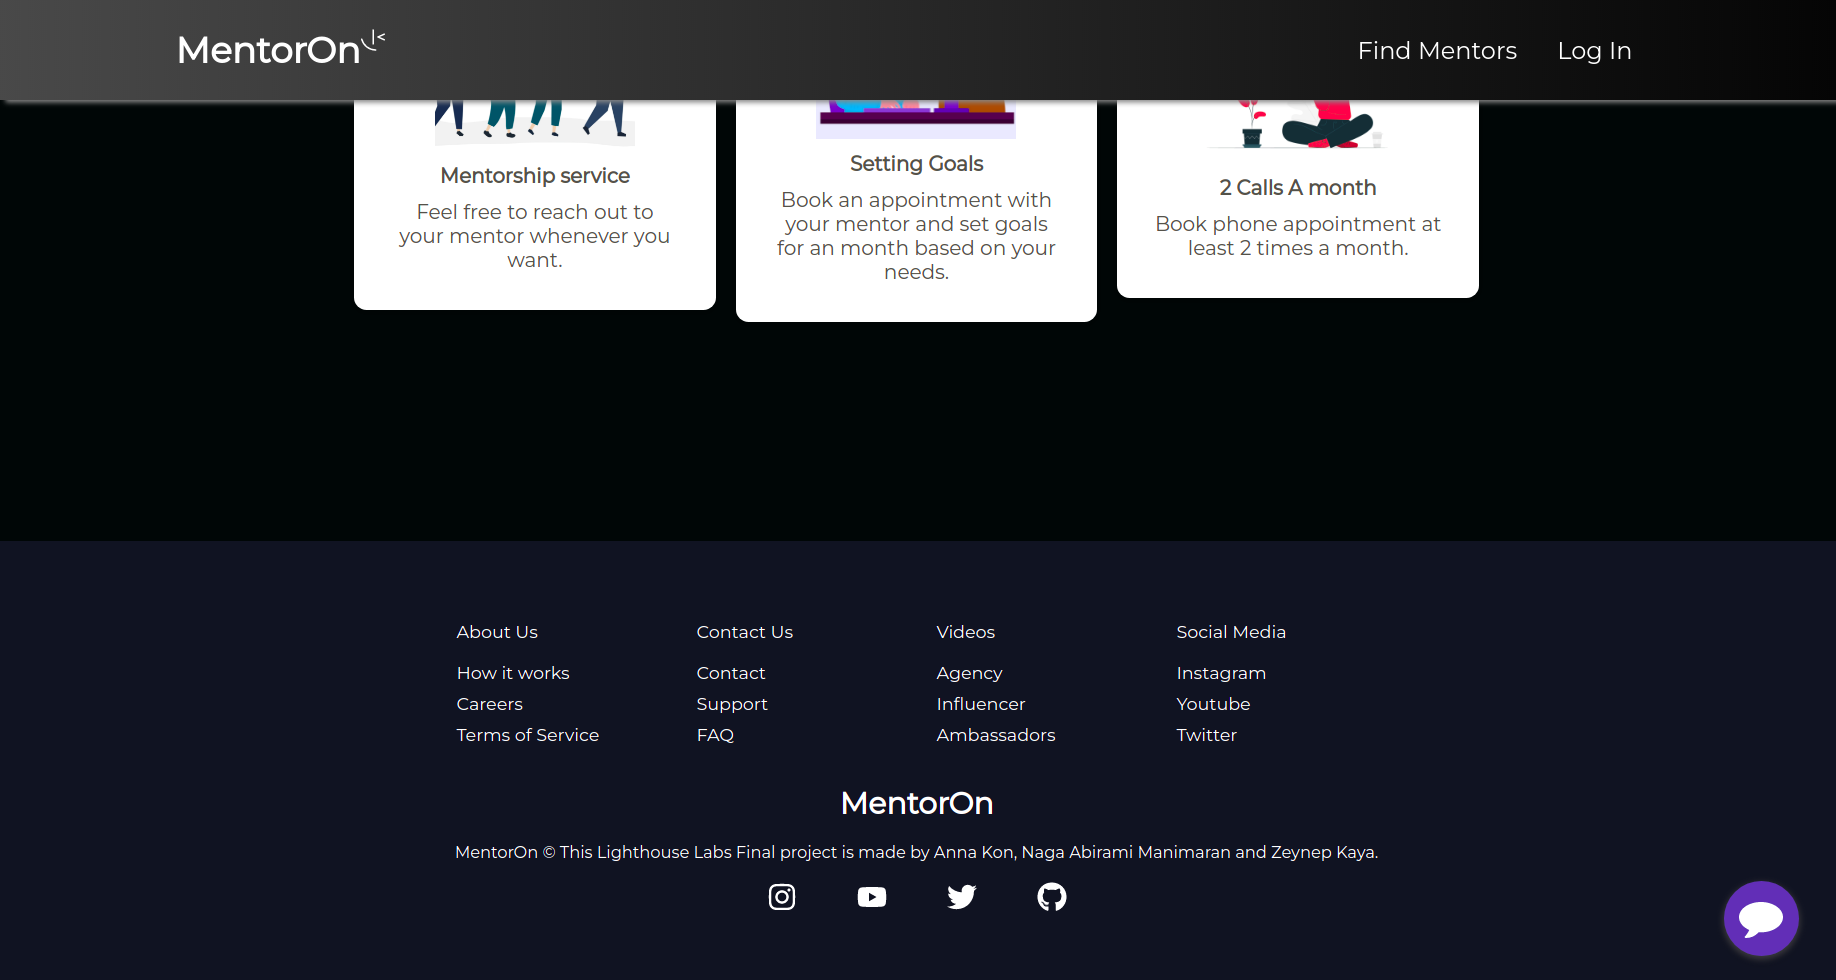 MentorOn
Find Mentors
Log In
Mentorship service
Feel free to reach out to
your mentor whenever you
want.
Setting Goals
Book an appointment with
your mentor and set goals
for an month based on your
needs.
2 Calls A month
Book phone appointment at
least 2 times a month.
About Us
How it works
Careers
Terms of Service
Contact Us
Contact
Support
FAQ
Videos
Agency
Influencer
Ambassadors
Social Media
Instagram
Youtube
Twitter
MentorOn
MentorOn © This Lighthouse Labs Final project is made by Anna Kon, Naga Abirami Manimaran and Zeynep Kaya.